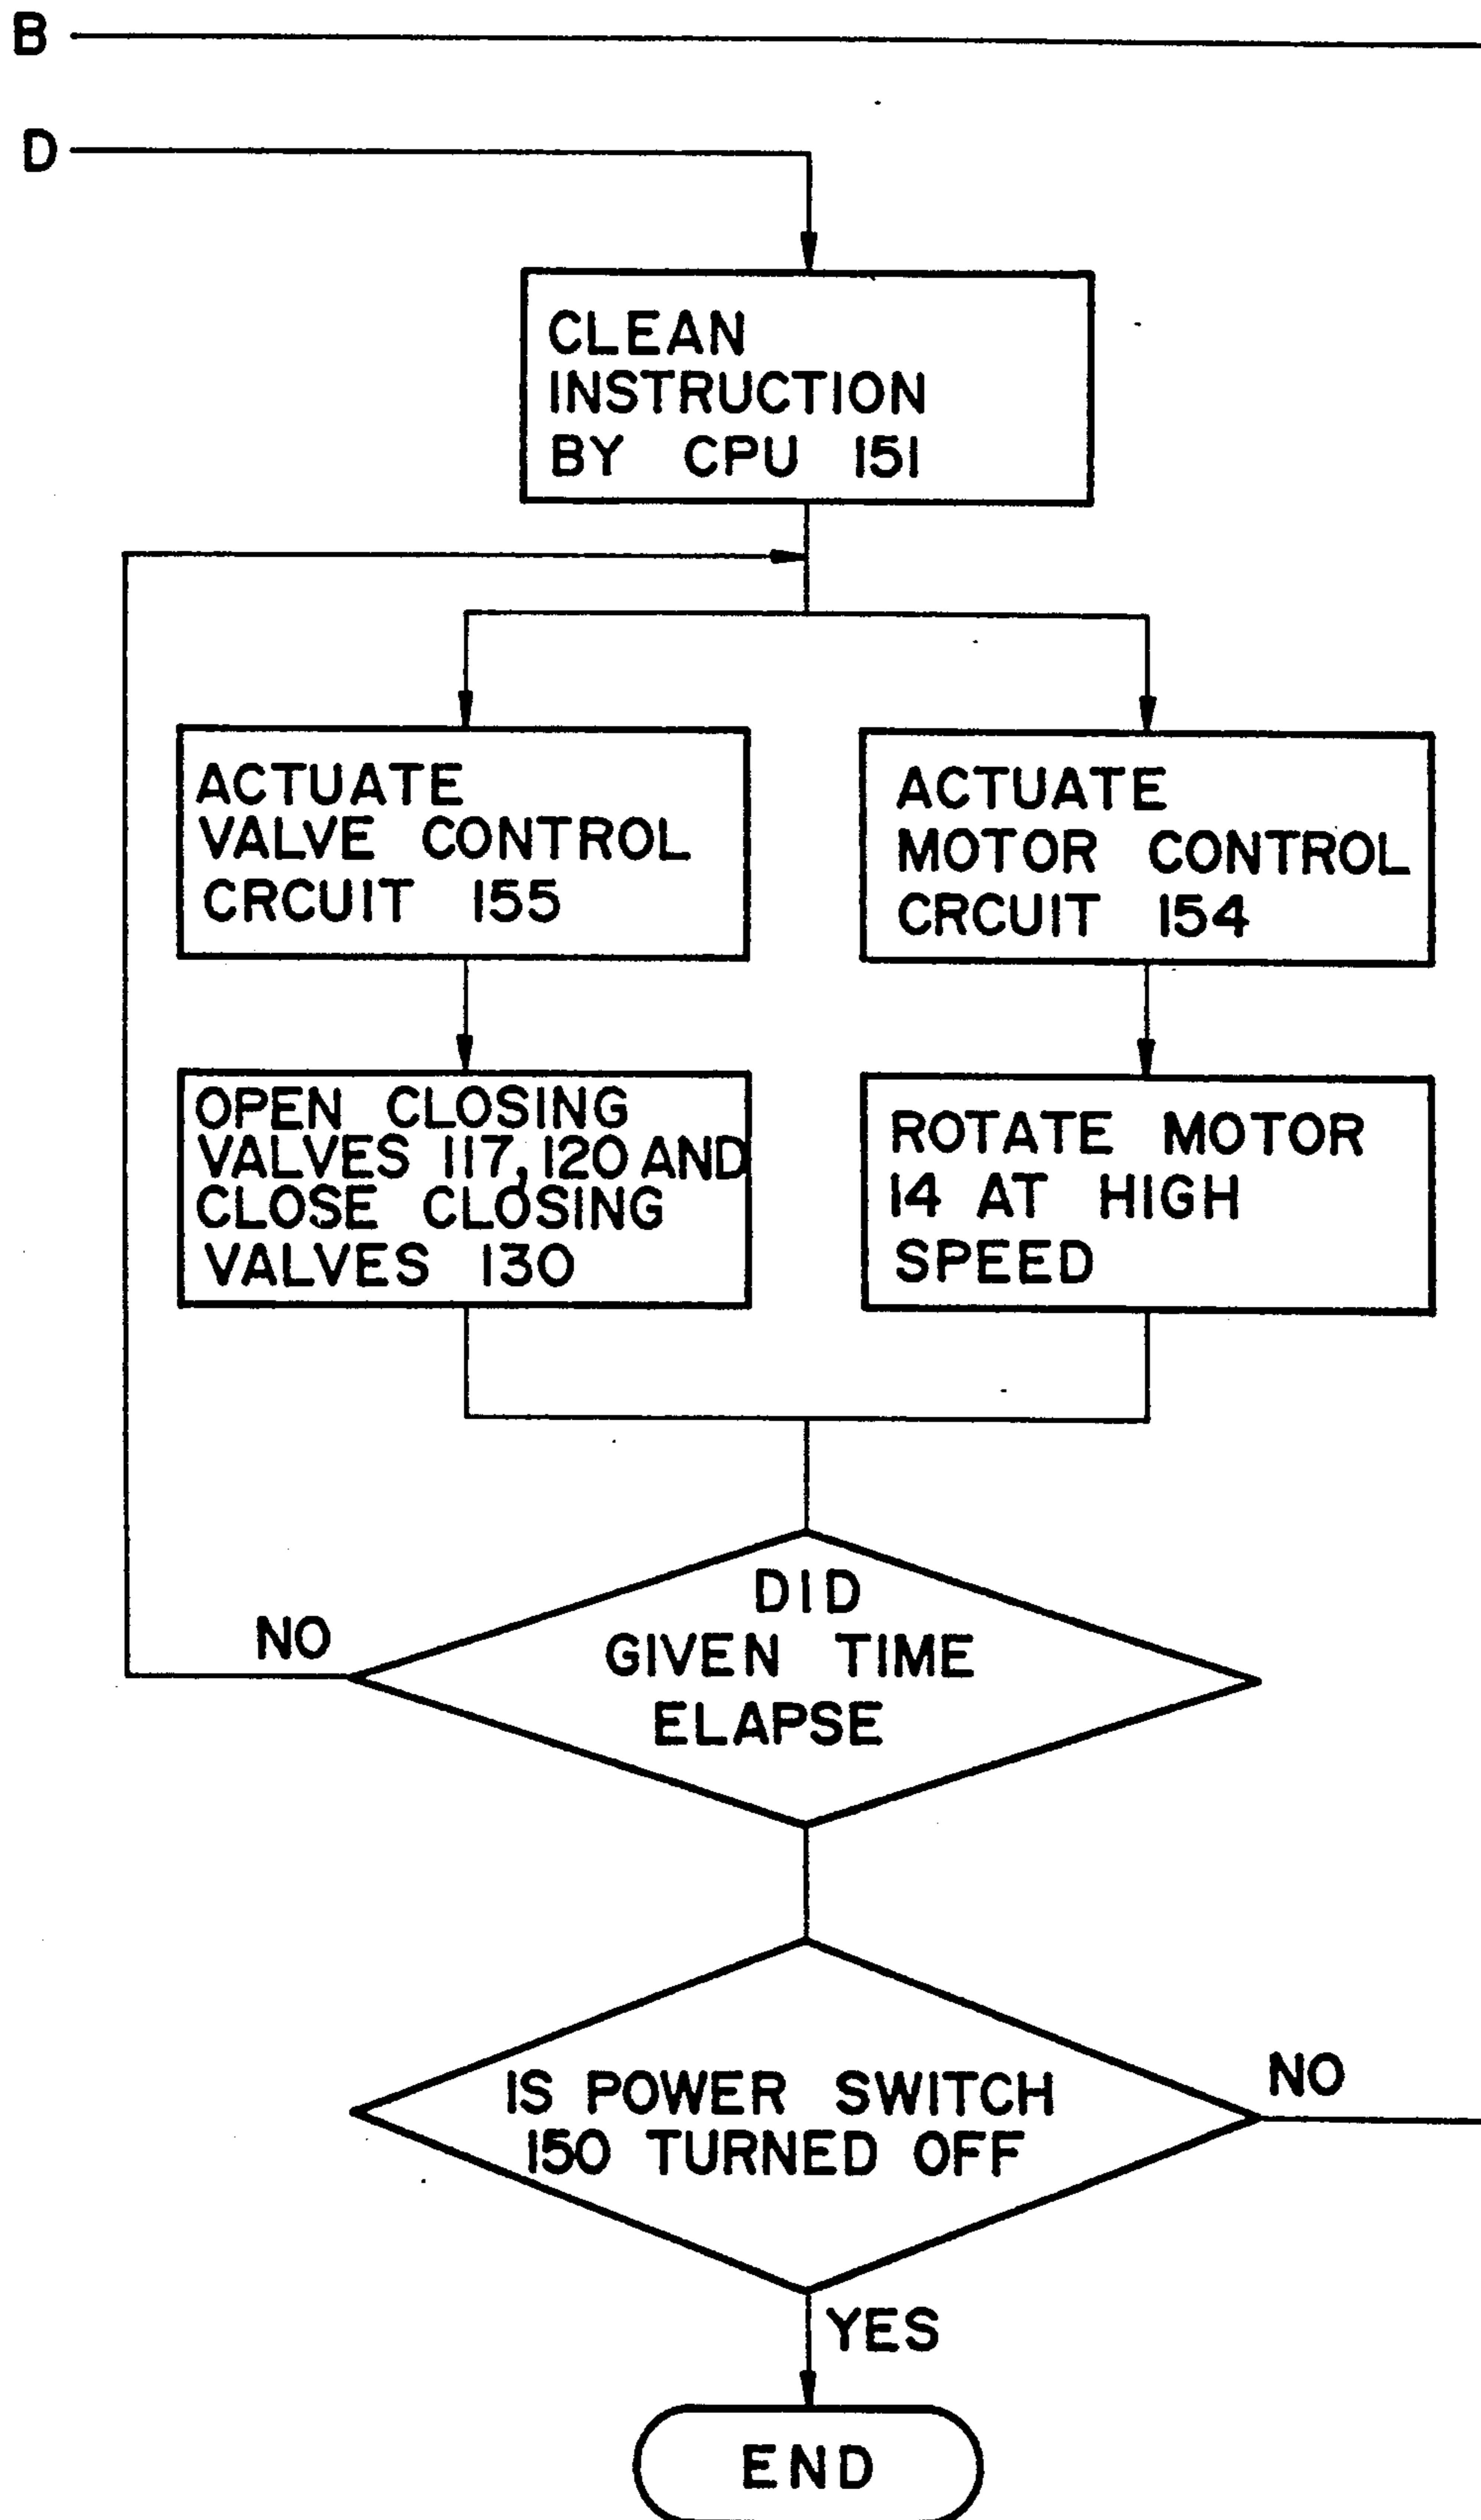 B
D
CLEAN
INSTRUCTION
BY CPU 151
ACTUATE
VALVE CONTROL
CRCUIT 155
ACTUATE
MOTOR CONTROL
CRCUIT 154
OPEN CLOSING
VALVES 117, 120 AND
CLOSE CLOSING
VALVES 130
ROTATE MOTOR
14 AT HIGH
SPEED
DID
GIVEN TIME
ELAPSE
NO
IS POWER SWITCH
150 TURNED OFF
NO
YES
END